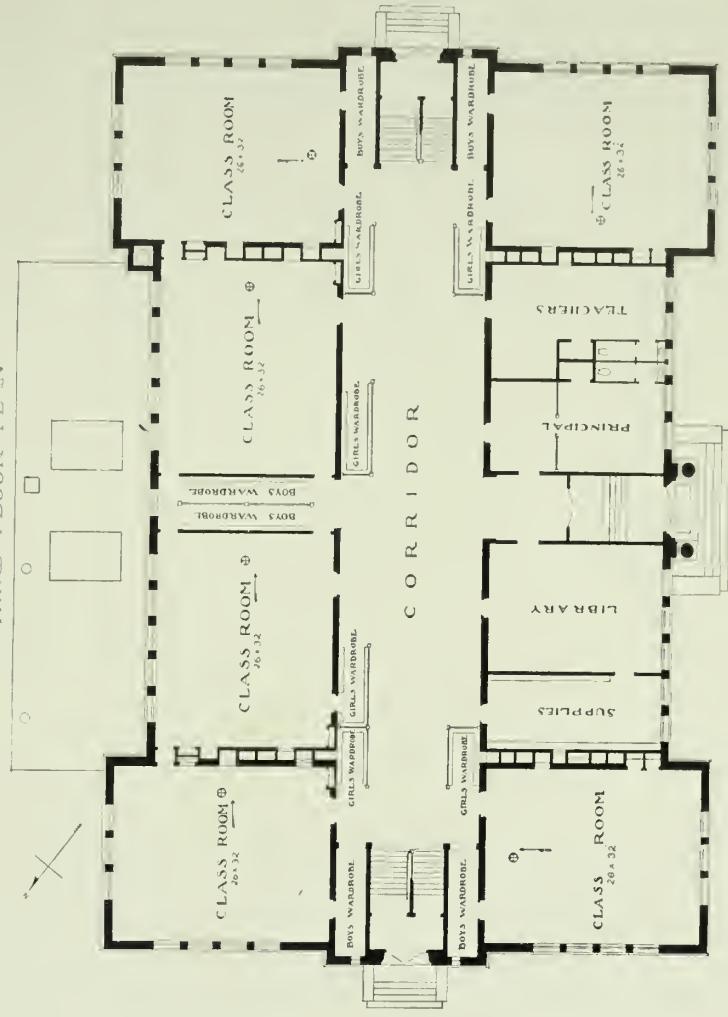 CLASS ROOM
26 x 32
CLASS ROOM
26 x 32
CLASS ROOM
26 x 32
CLASS ROOM
26 x 32
BOYS WARDROBE
BOYS WARDROBE
BOYS WARDROBE
GIRLS WARDROBE
GIRLS WARDROBE
GIRLS WARDROBE
GIRLS WARDROBE
BOYS WARDROBE
CORRIDOR
BOYS WARDROBE
GIRLS WARDROBE
GIRLS WARDROBE
BOYS WARDROBE
CLASS ROOM
28 x 32
SUPPLIES
LIBRARY
PRINCIPAL
TEACHERS
CLASS ROOM
26 x 32
N